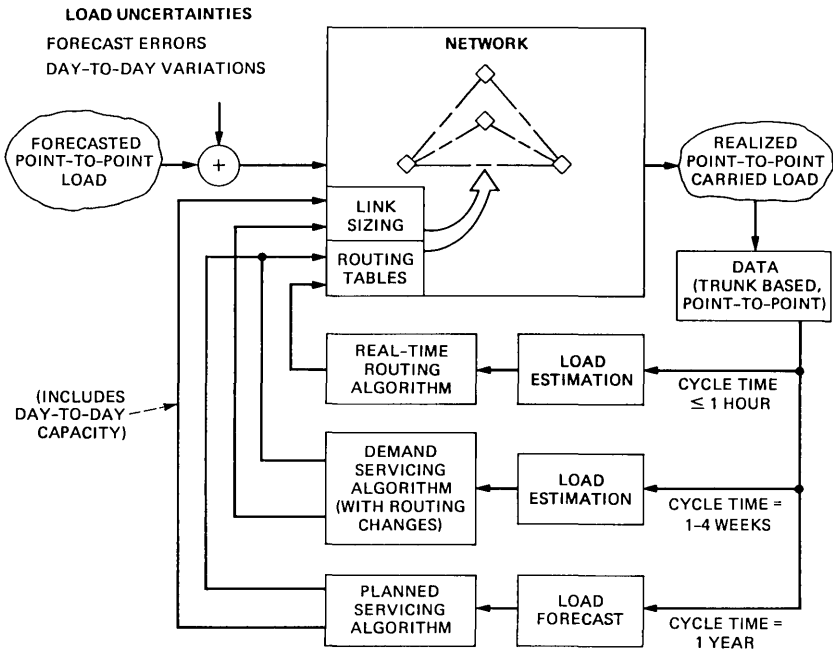 LOAD UNCERTAINTIES
FORECAST ERRORS
DAY-TO-DAY VARIATIONS
NETWORK
FORECASTED
POINT-TO-POINT
LOAD
+
REALIZED
POINT-TO-POINT
CARRIED LOAD
LINK
SIZING
ROUTING
TABLES
DATA
(TRUNK BASED,
POINT-TO-POINT)
REAL-TIME
ROUTING
ALGORITHM
LOAD
ESTIMATION
CYCLE TIME
≤ 1 HOUR
(INCLUDES
DAY-TO-DAY
CAPACITY)
DEMAND
SERVICING
ALGORITHM
(WITH ROUTING
CHANGES)
LOAD
ESTIMATION
CYCLE TIME =
1-4 WEEKS
PLANNED
SERVICING
ALGORITHM
LOAD
FORECAST
CYCLE TIME =
1 YEAR